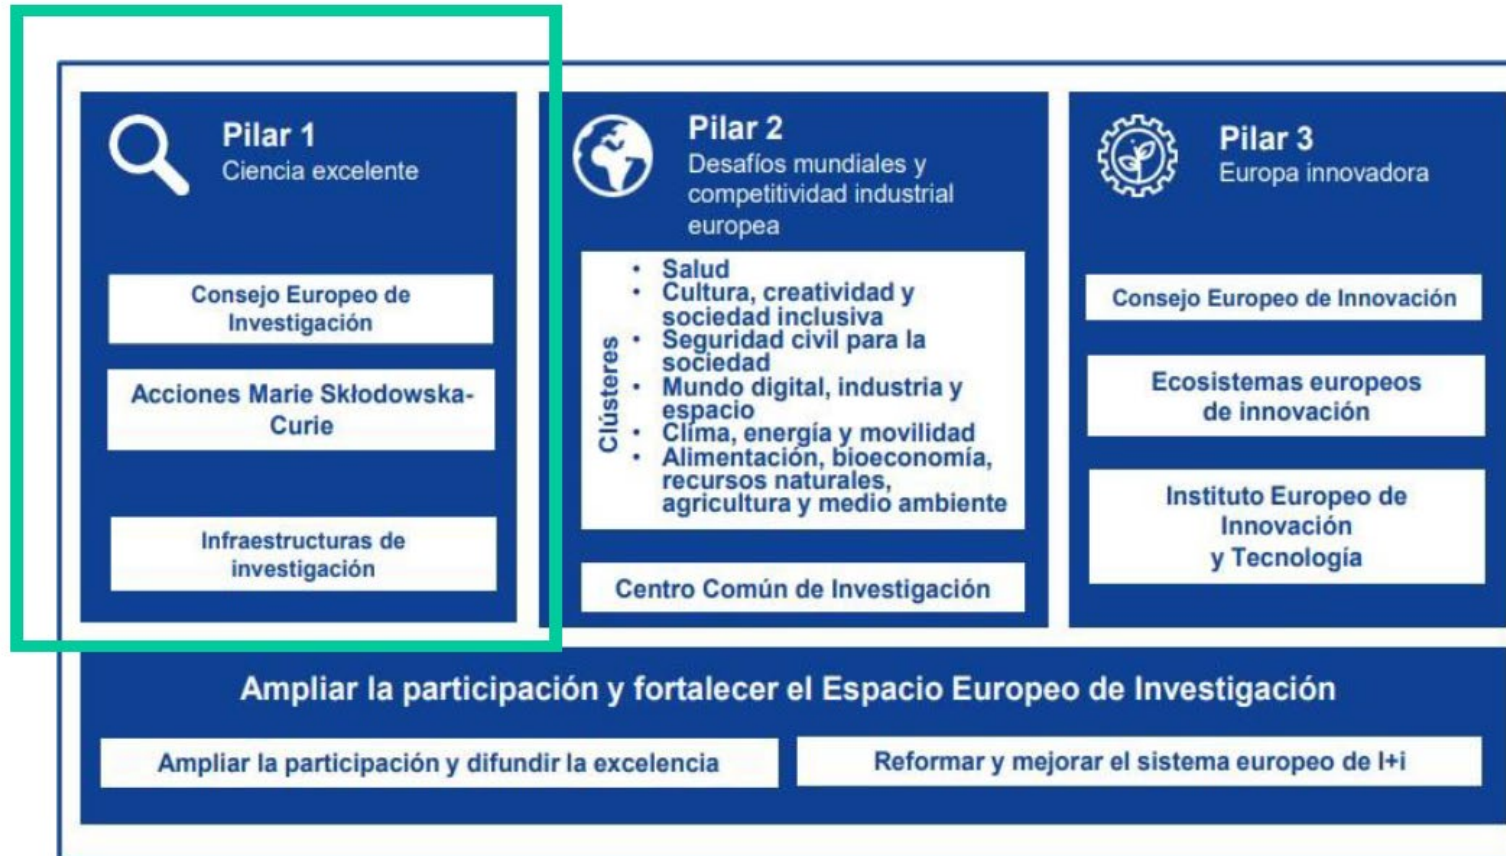 Pilar 1
Ciencia excelente
Consejo Europeo de
Investigación
Acciones Marie Skłodowska-
Curie
Infraestructuras de
investigación
Pilar 2
Desafíos mundiales y
competitividad industrial
europea
Clústeres
• Salud
• Cultura, creatividad y
sociedad inclusiva
• Seguridad civil para la
sociedad
• Mundo digital, industria y
espacio
• Clima, energía y movilidad
• Alimentación, bioeconomía,
recursos naturales,
agricultura y medio ambiente
Centro Común de Investigación
Pilar 3
Europa innovadora
Consejo Europeo de Innovación
Ecosistemas europeos
de innovación
Instituto Europeo de
Innovación
y Tecnología
Ampliar la participación y fortalecer el Espacio Europeo de Investigación
Ampliar la participación y difundir la excelencia
Reformar y mejorar el sistema europeo de I+i